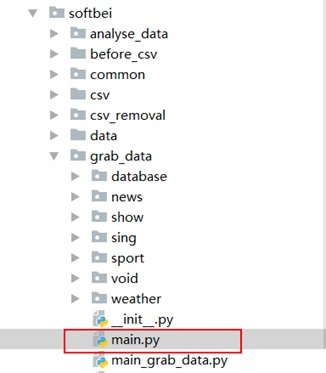 softbei
analyse_data
before_csv
common
csv
csv_removal
data
grab_data
database
news
show
sing
sport
void
weather
__init__.py
main.py
main_grab_data.py